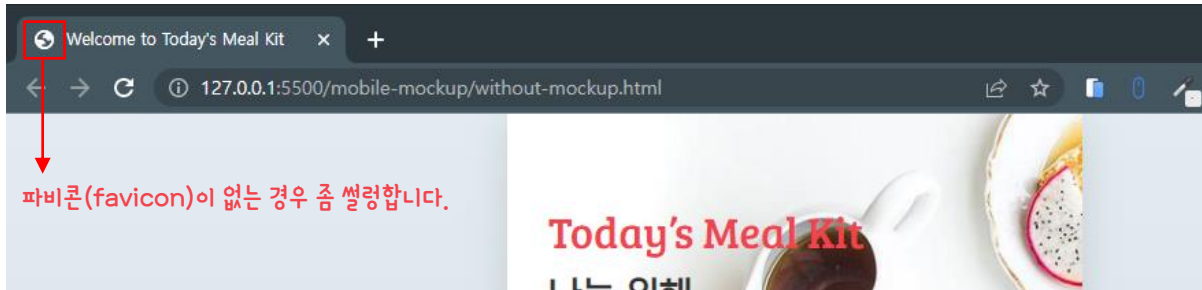 Welcome to Today's Meal Kit
127.0.0.1:5500/mobile-mockup/without-mockup.html
파비콘(favicon)이 없는 경우 좀 썰렁합니다.
Today's Meal Kit